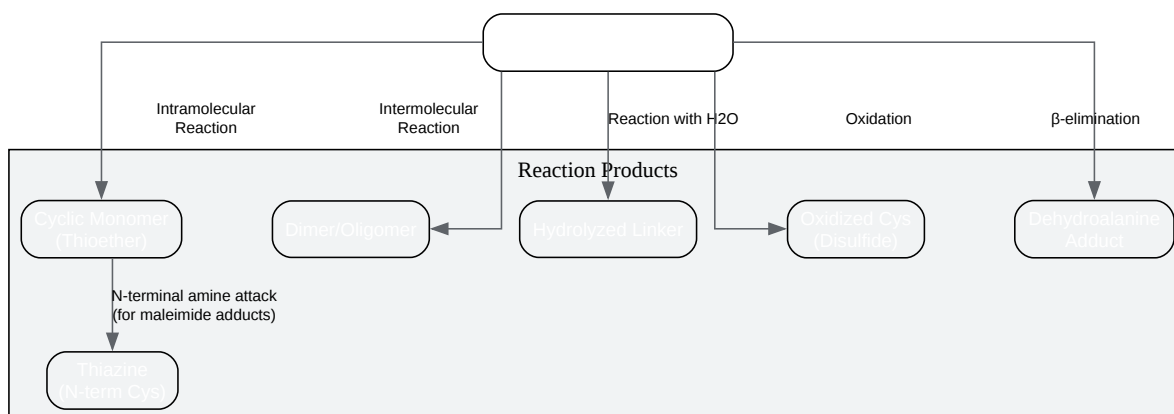 Intramolecular
Reaction
Intermolecular
Reaction
Reaction with H2O
Oxidation
β-elimination
Reaction Products
Cyclic Monomer
(Thioether)
Dimer/Oligomer
Hydrolyzed Linker
Oxidized Cys
(Disulfide)
Dehydroalanine
Adduct
N-terminal amine attack
(for maleimide adducts)
Thiazine
(N-term Cys)